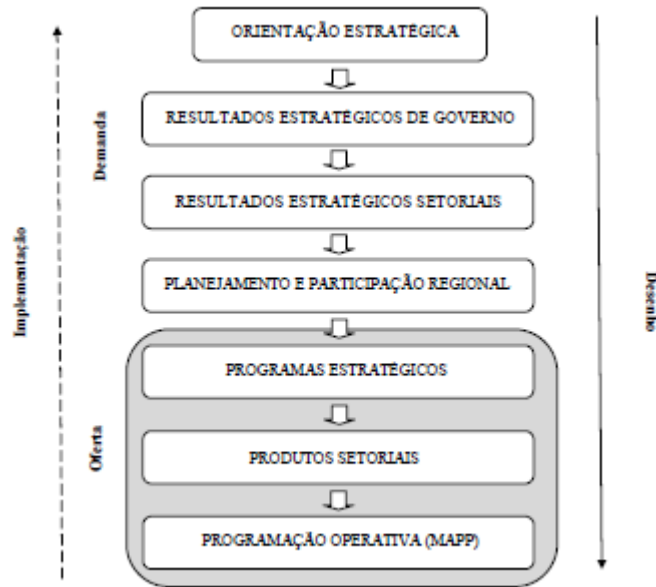 ORIENTAÇÃO ESTRATÉGICA
RESULTADOS ESTRATÉGICOS DE GOVERNO
RESULTADOS ESTRATÉGICOS SETORIAIS
PLANEJAMENTO E PARTICIPAÇÃO REGIONAL
PROGRAMAS ESTRATÉGICOS
PRODUTOS SETORIAIS
PROGRAMAÇÃO OPERATIVA (MAPP)
Implementação
Demanda
Oferta
Desenho